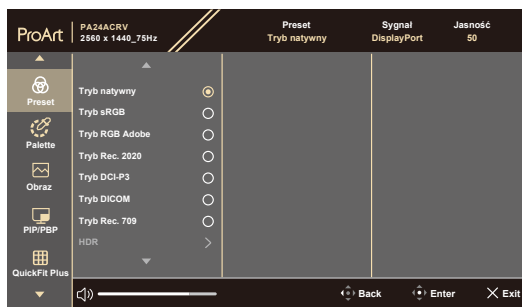 ProArt
PA24ACRV
2560 x 1440_75Hz
Preset
Tryb natywny
Sygnał
DisplayPort
Jasność
50
Preset
Palette
Obraz
PIP/PBP
QuickFit Plus
Tryb natywny
Tryb sRGB
Tryb RGB Adobe
Tryb Rec. 2020
Tryb DCI-P3
Tryb DICOM
Tryb Rec. 709
HDR
Back
Enter
Exit